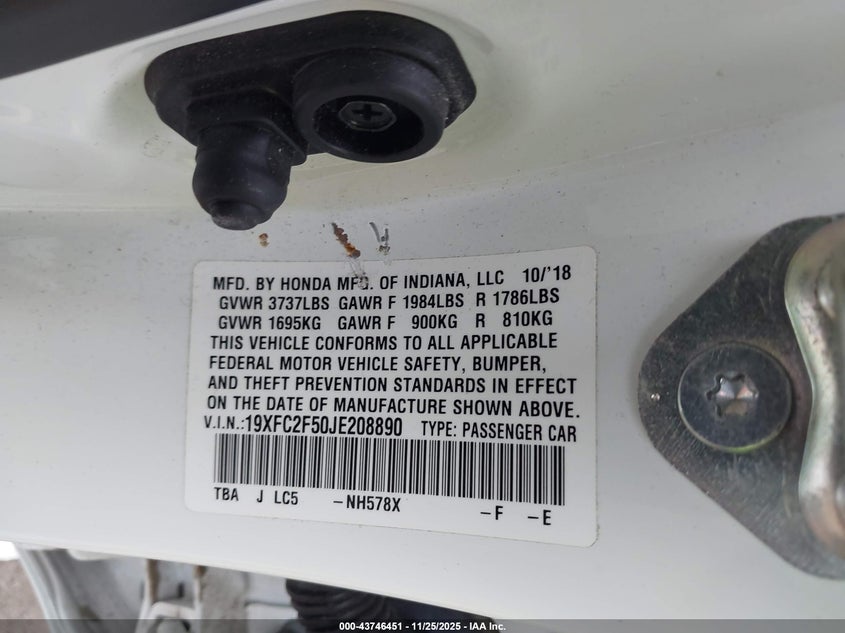 MFD. BY HONDA MFG. OF INDIANA, LLC 10/'18
GVWR 3737LBS GAWR F 1984LBS R 1786LBS
GVWR 1695KG GAWR F 900KG R 810KG
THIS VEHICLE CONFORMS TO ALL APPLICABLE
FEDERAL MOTOR VEHICLE SAFETY, BUMPER,
AND THEFT PREVENTION STANDARDS IN EFFECT
ON THE DATE OF MANUFACTURE SHOWN ABOVE.
V.I.N.:19XFC2F50JE208890 TYPE: PASSENGER CAR
TBA J LC5 -NH578X -F -E
000-43746451 - 11/25/2025 - IAA Inc.